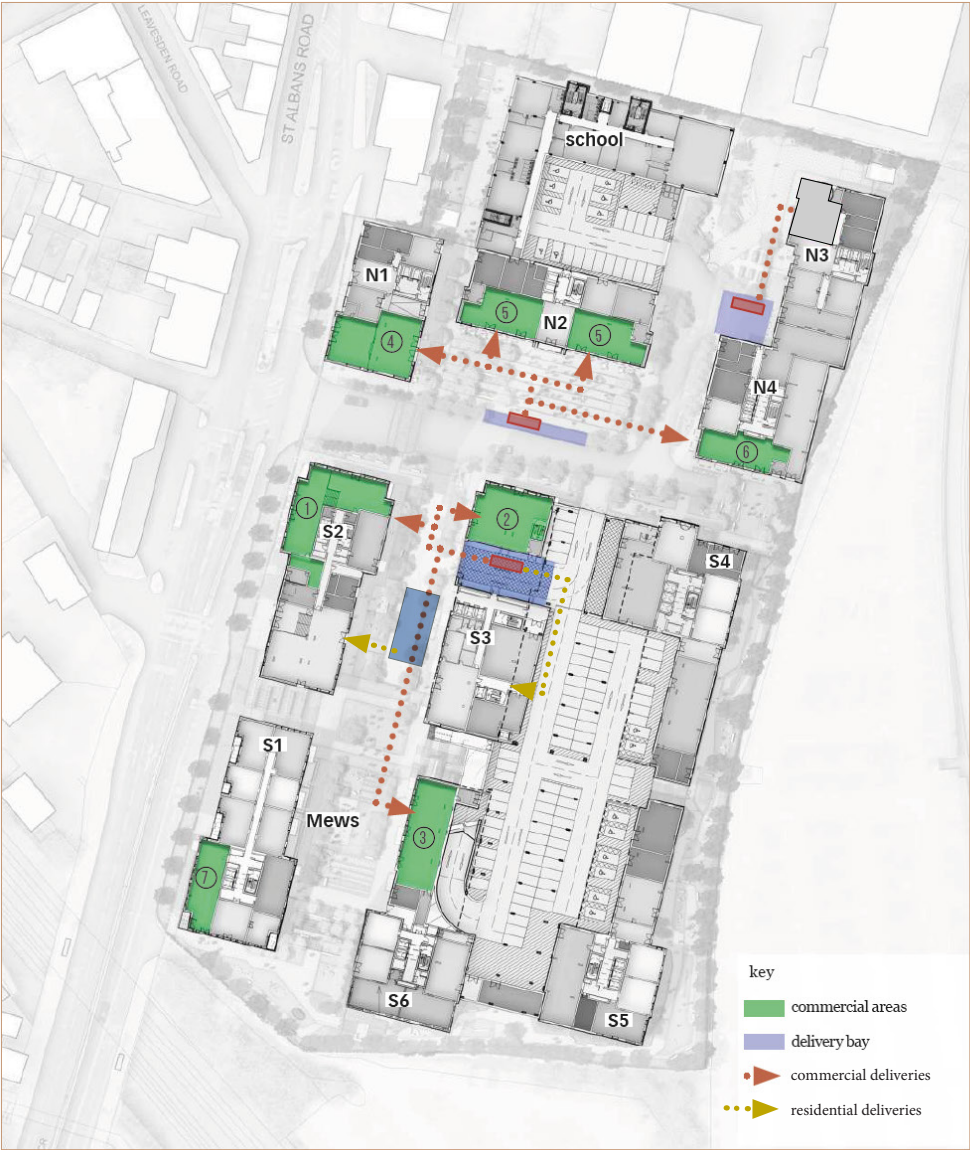 LEAVESDEN ROAD
ST ALBANS ROAD
school
N3
N1
5
N2
5
4
N4
6
1
S2
2
S4
S3
S1
Mews
3
7
S6
S5
key
commercial areas
delivery bay
commercial deliveries
residential deliveries